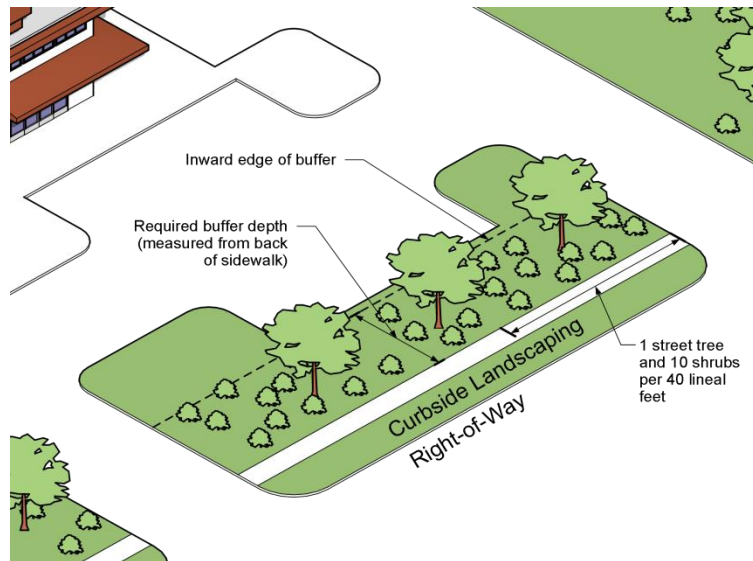 Inward edge of buffer
Required buffer depth
(measured from back
of sidewalk)
1 street tree
and 10 shrubs
per 40 lineal
feet
Curbside Landscaping
Right-of-Way